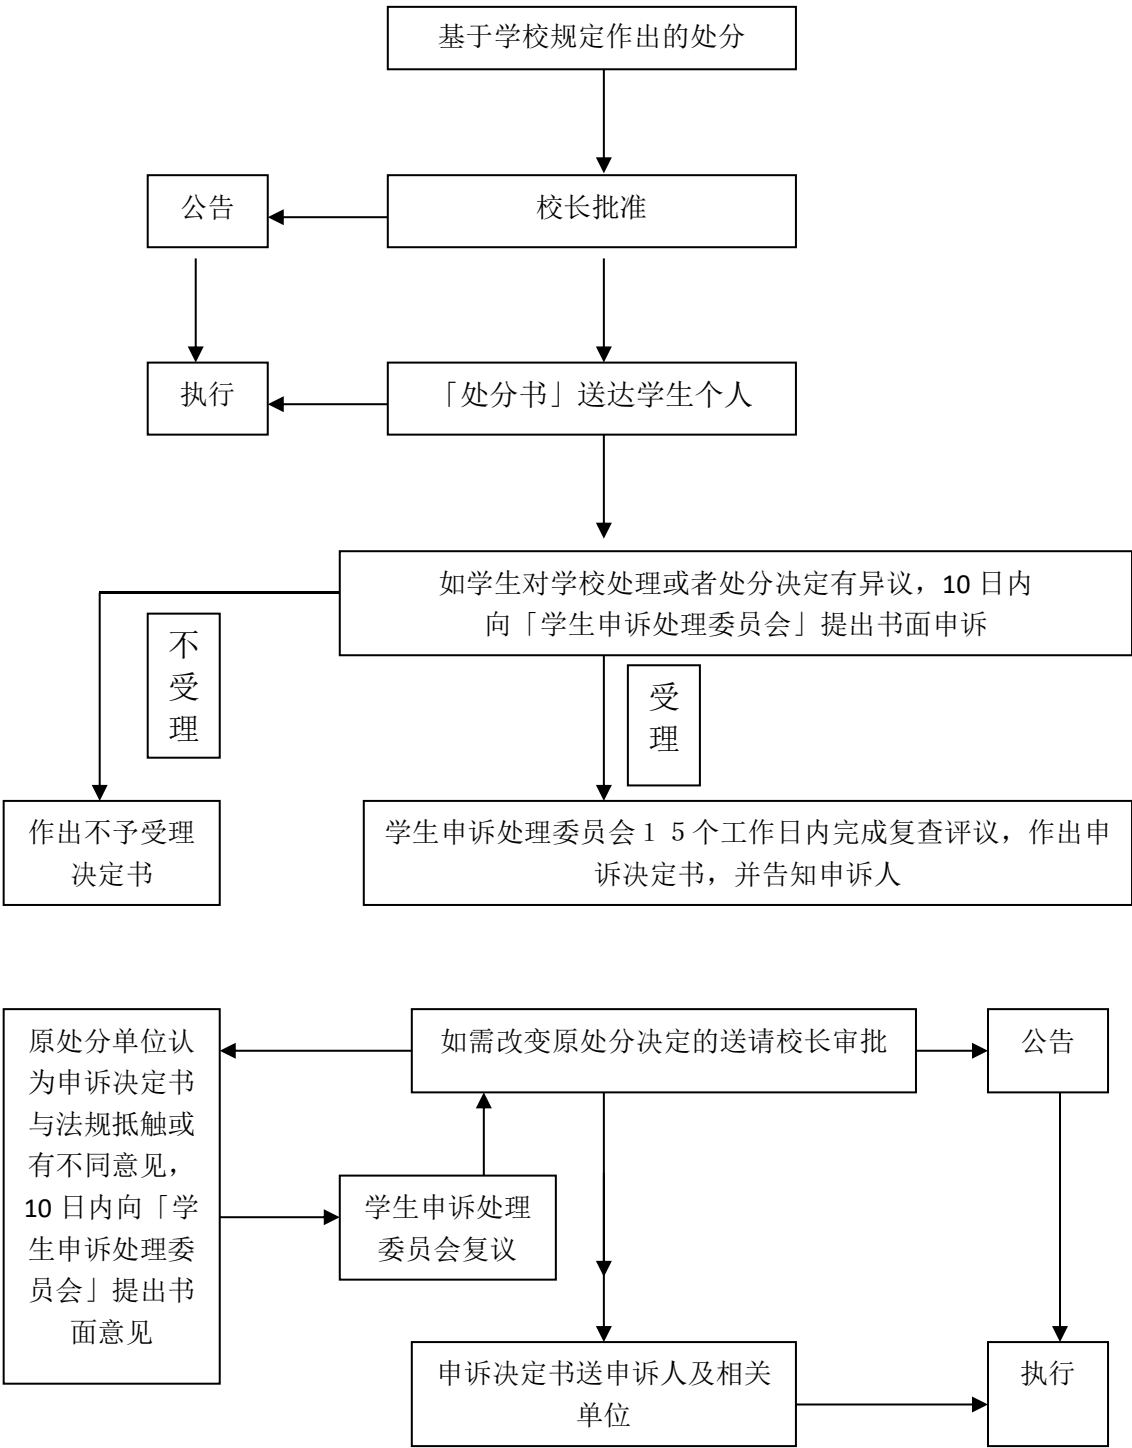 基于学校规定作出的处分
公告
校长批准
执行
「处分书」送达学生个人
如学生对学校处理或者处分决定有异议，10 日内
向「学生申诉处理委员会」提出书面申诉
不
受
理
受
理
作出不予受理
决定书
学生申诉处理委员会１５个工作日内完成复查评议，作出申
诉决定书，并告知申诉人
原处分单位认
为申诉决定书
与法规抵触或
有不同意见，
10 日内向「学
生申诉处理委
员会」提出书
面意见
如需改变原处分决定的送请校长审批
公告
学生申诉处理
委员会复议
申诉决定书送申诉人及相关
单位
执行